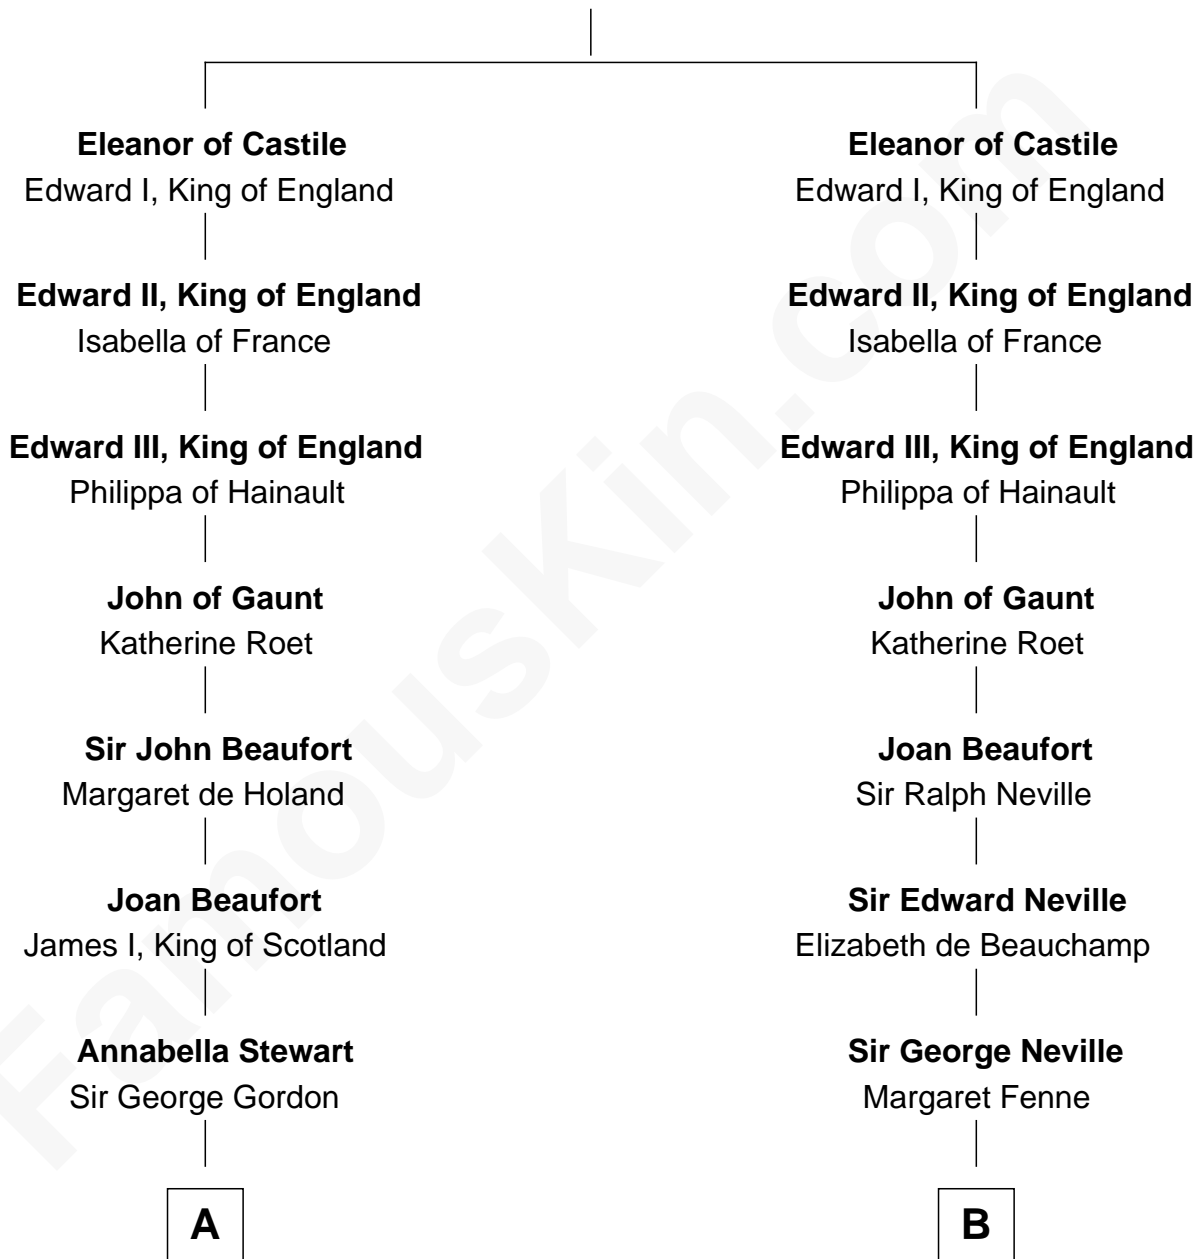 Eleanor of Castile
Edward I, King of England
Edward II, King of England
Isabella of France
Edward III, King of England
Philippa of Hainault
John of Gaunt
Katherine Roet
Sir John Beaufort
Margaret de Holand
Joan Beaufort
James I, King of Scotland
Annabella Stewart
Sir George Gordon
A
Eleanor of Castile
Edward I, King of England
Edward II, King of England
Isabella of France
Edward III, King of England
Philippa of Hainault
John of Gaunt
Katherine Roet
Joan Beaufort
Sir Ralph Neville
Sir Edward Neville
Elizabeth de Beauchamp
Sir George Neville
Margaret Fenne
B
FamousKin.com